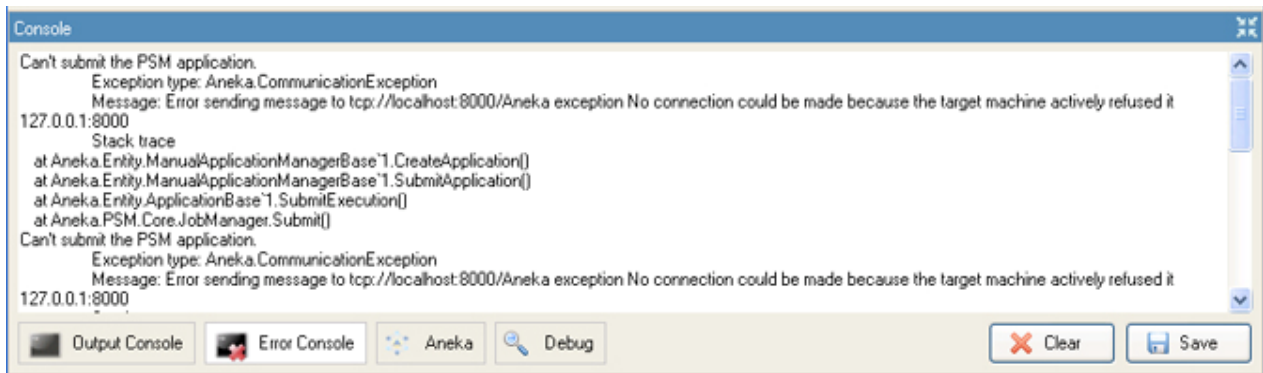 Console
Can't submit the PSM application.
Exception type: Aneka.CommunicationException
Message: Error sending message to tcp://localhost:8000/Aneka exception No connection could be made because the target machine actively refused it
127.0.0.1:8000
Stack trace
at Aneka.Entity.ManualApplicationManagerBase`1.CreateApplication()
at Aneka.Entity.ManualApplicationManagerBase`1.SubmitApplication()
at Aneka.Entity.ApplicationBase`1.SubmitExecution()
at Aneka.PSM.Core.JobManager.Submit()
Can't submit the PSM application.
Exception type: Aneka.CommunicationException
Message: Error sending message to tcp://localhost:8000/Aneka exception No connection could be made because the target machine actively refused it
127.0.0.1:8000
Output Console Error Console Aneka Debug Clear Save